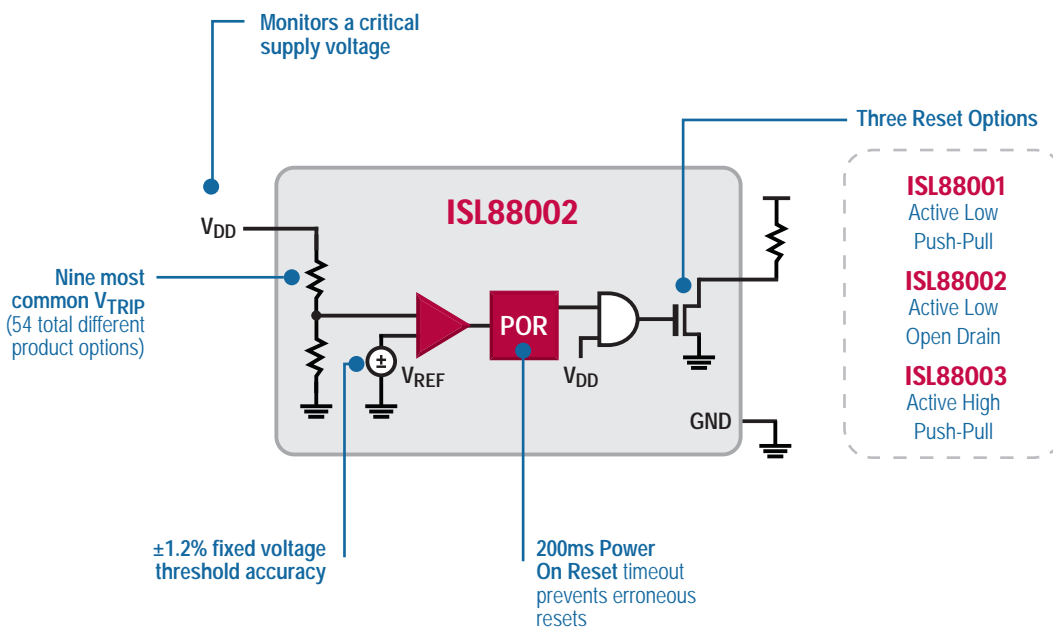 Monitors a critical
supply voltage
Three Reset Options
ISL88001
Active Low
Push-Pull
ISL88002
Active Low
Open Drain
ISL88003
Active High
Push-Pull
ISL88002
VDD
Nine most
common VTRIP
(54 total different
product options)
±
VREF
POR
VDD
GND
±1.2% fixed voltage
threshold accuracy
200ms Power
On Reset timeout
prevents erroneous
resets